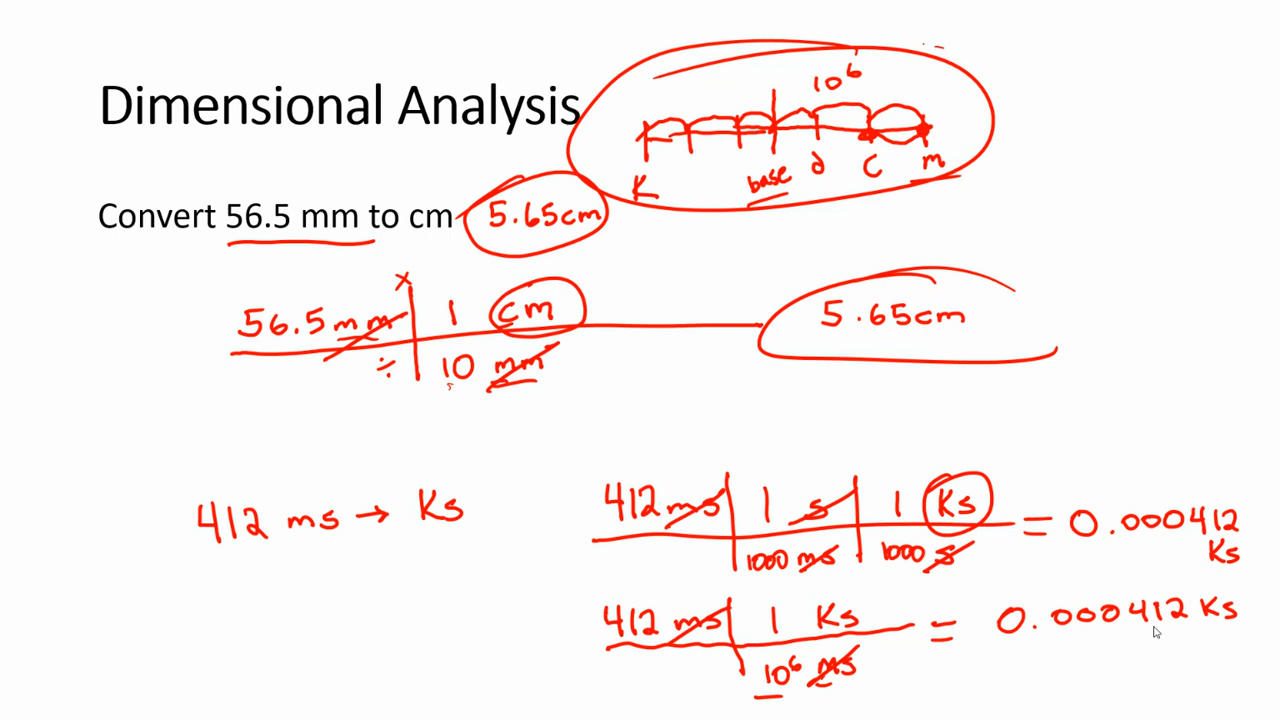 Dimensional Analysis
10⁶
K base d c m
Convert 56.5 mm to cm 5.65cm
x
56.5 mm 1 cm 5.65cm
÷ 10 mm
412 ms → Ks
412 ms 1 s 1 Ks = 0.000412
1000 ms 1000 s Ks
412 ms 1 Ks = 0.000412 Ks
10⁶ ms